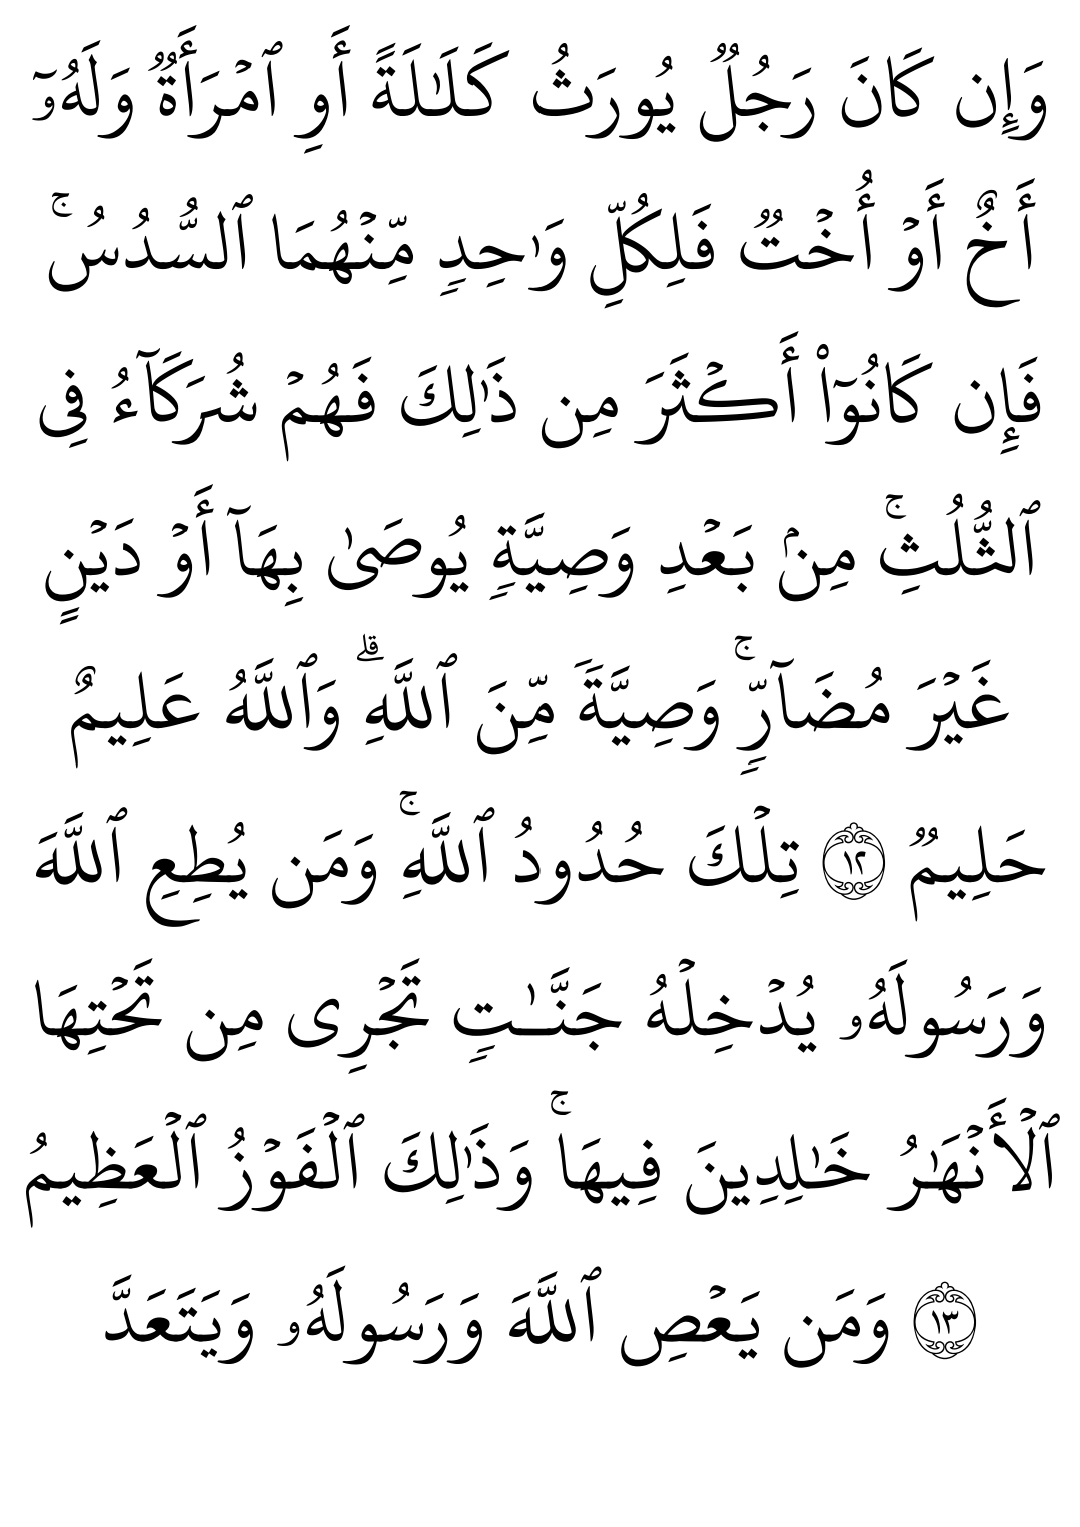 وَإِن كَانَ رَجُلٌ يُورَثُ كَلَٰلَةً أَوِ ٱمْرَأَةٌ وَلَهُۥٓ
أَخٌ أَوْ أُخْتٌ فَلِكُلِّ وَٰحِدٍ مِّنْهُمَا ٱلسُّدُسُ ۚ
فَإِن كَانُوٓا۟ أَكْثَرَ مِن ذَٰلِكَ فَهُمْ شُرَكَآءُ فِى
ٱلثُّلُثِ ۚ مِنۢ بَعْدِ وَصِيَّةٍ يُوصَىٰ بِهَآ أَوْ دَيْنٍ
غَيْرَ مُضَآرٍّ ۚ وَصِيَّةً مِّنَ ٱللَّهِ ۗ وَٱللَّهُ عَلِيمٌ
حَلِيمٌ ١٢ تِلْكَ حُدُودُ ٱللَّهِ ۚ وَمَن يُطِعِ ٱللَّهَ
وَرَسُولَهُۥ يُدْخِلْهُ جَنَّـٰتٍ تَجْرِى مِن تَحْتِهَا
ٱلْأَنْهَـٰرُ خَـٰلِدِينَ فِيهَا ۚ وَذَٰلِكَ ٱلْفَوْزُ ٱلْعَظِيمُ
١٣ وَمَن يَعْصِ ٱللَّهَ وَرَسُولَهُۥ وَيَتَعَدَّ